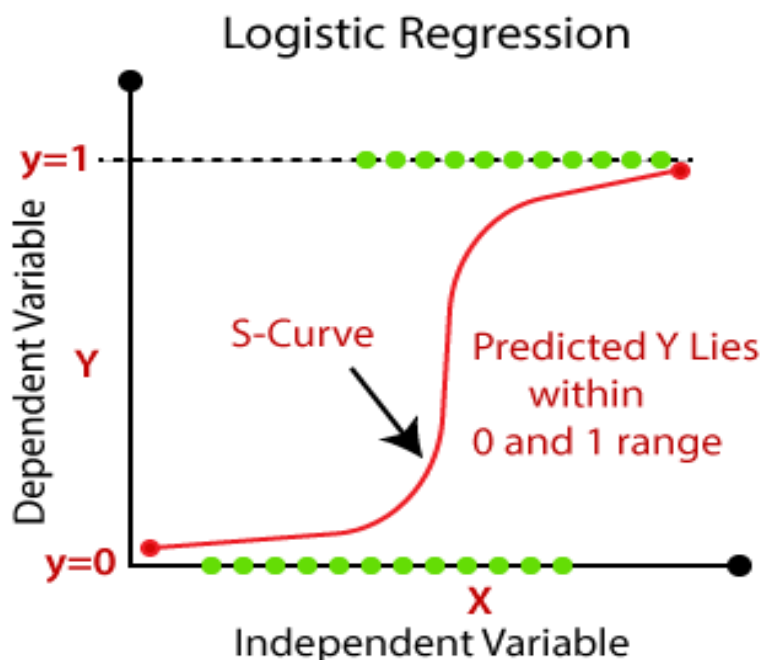 Logistic Regression
y=1
Dependent Variable
Y
S-Curve
Predicted Y Lies
within
0 and 1 range
y=0
X
Independent Variable